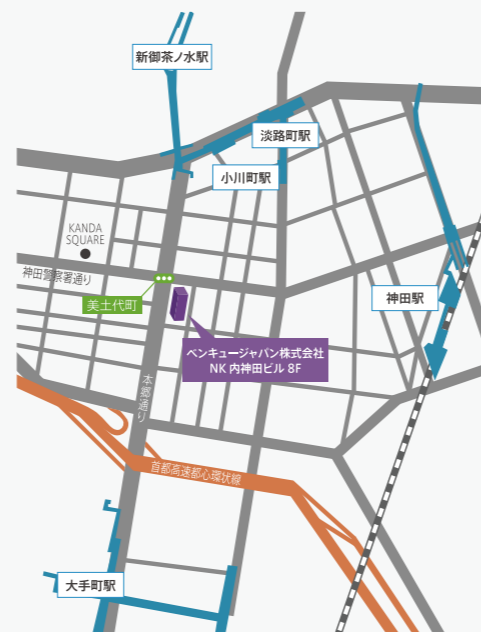 新御茶ノ水駅
淡路町駅
小川町駅
KANDA
SQUARE
神田警察署通り
神田駅
美土代町
ベンキュージャパン株式会社
NK 内神田ビル 8F
本郷通り
首都高速都心環状線
大手町駅